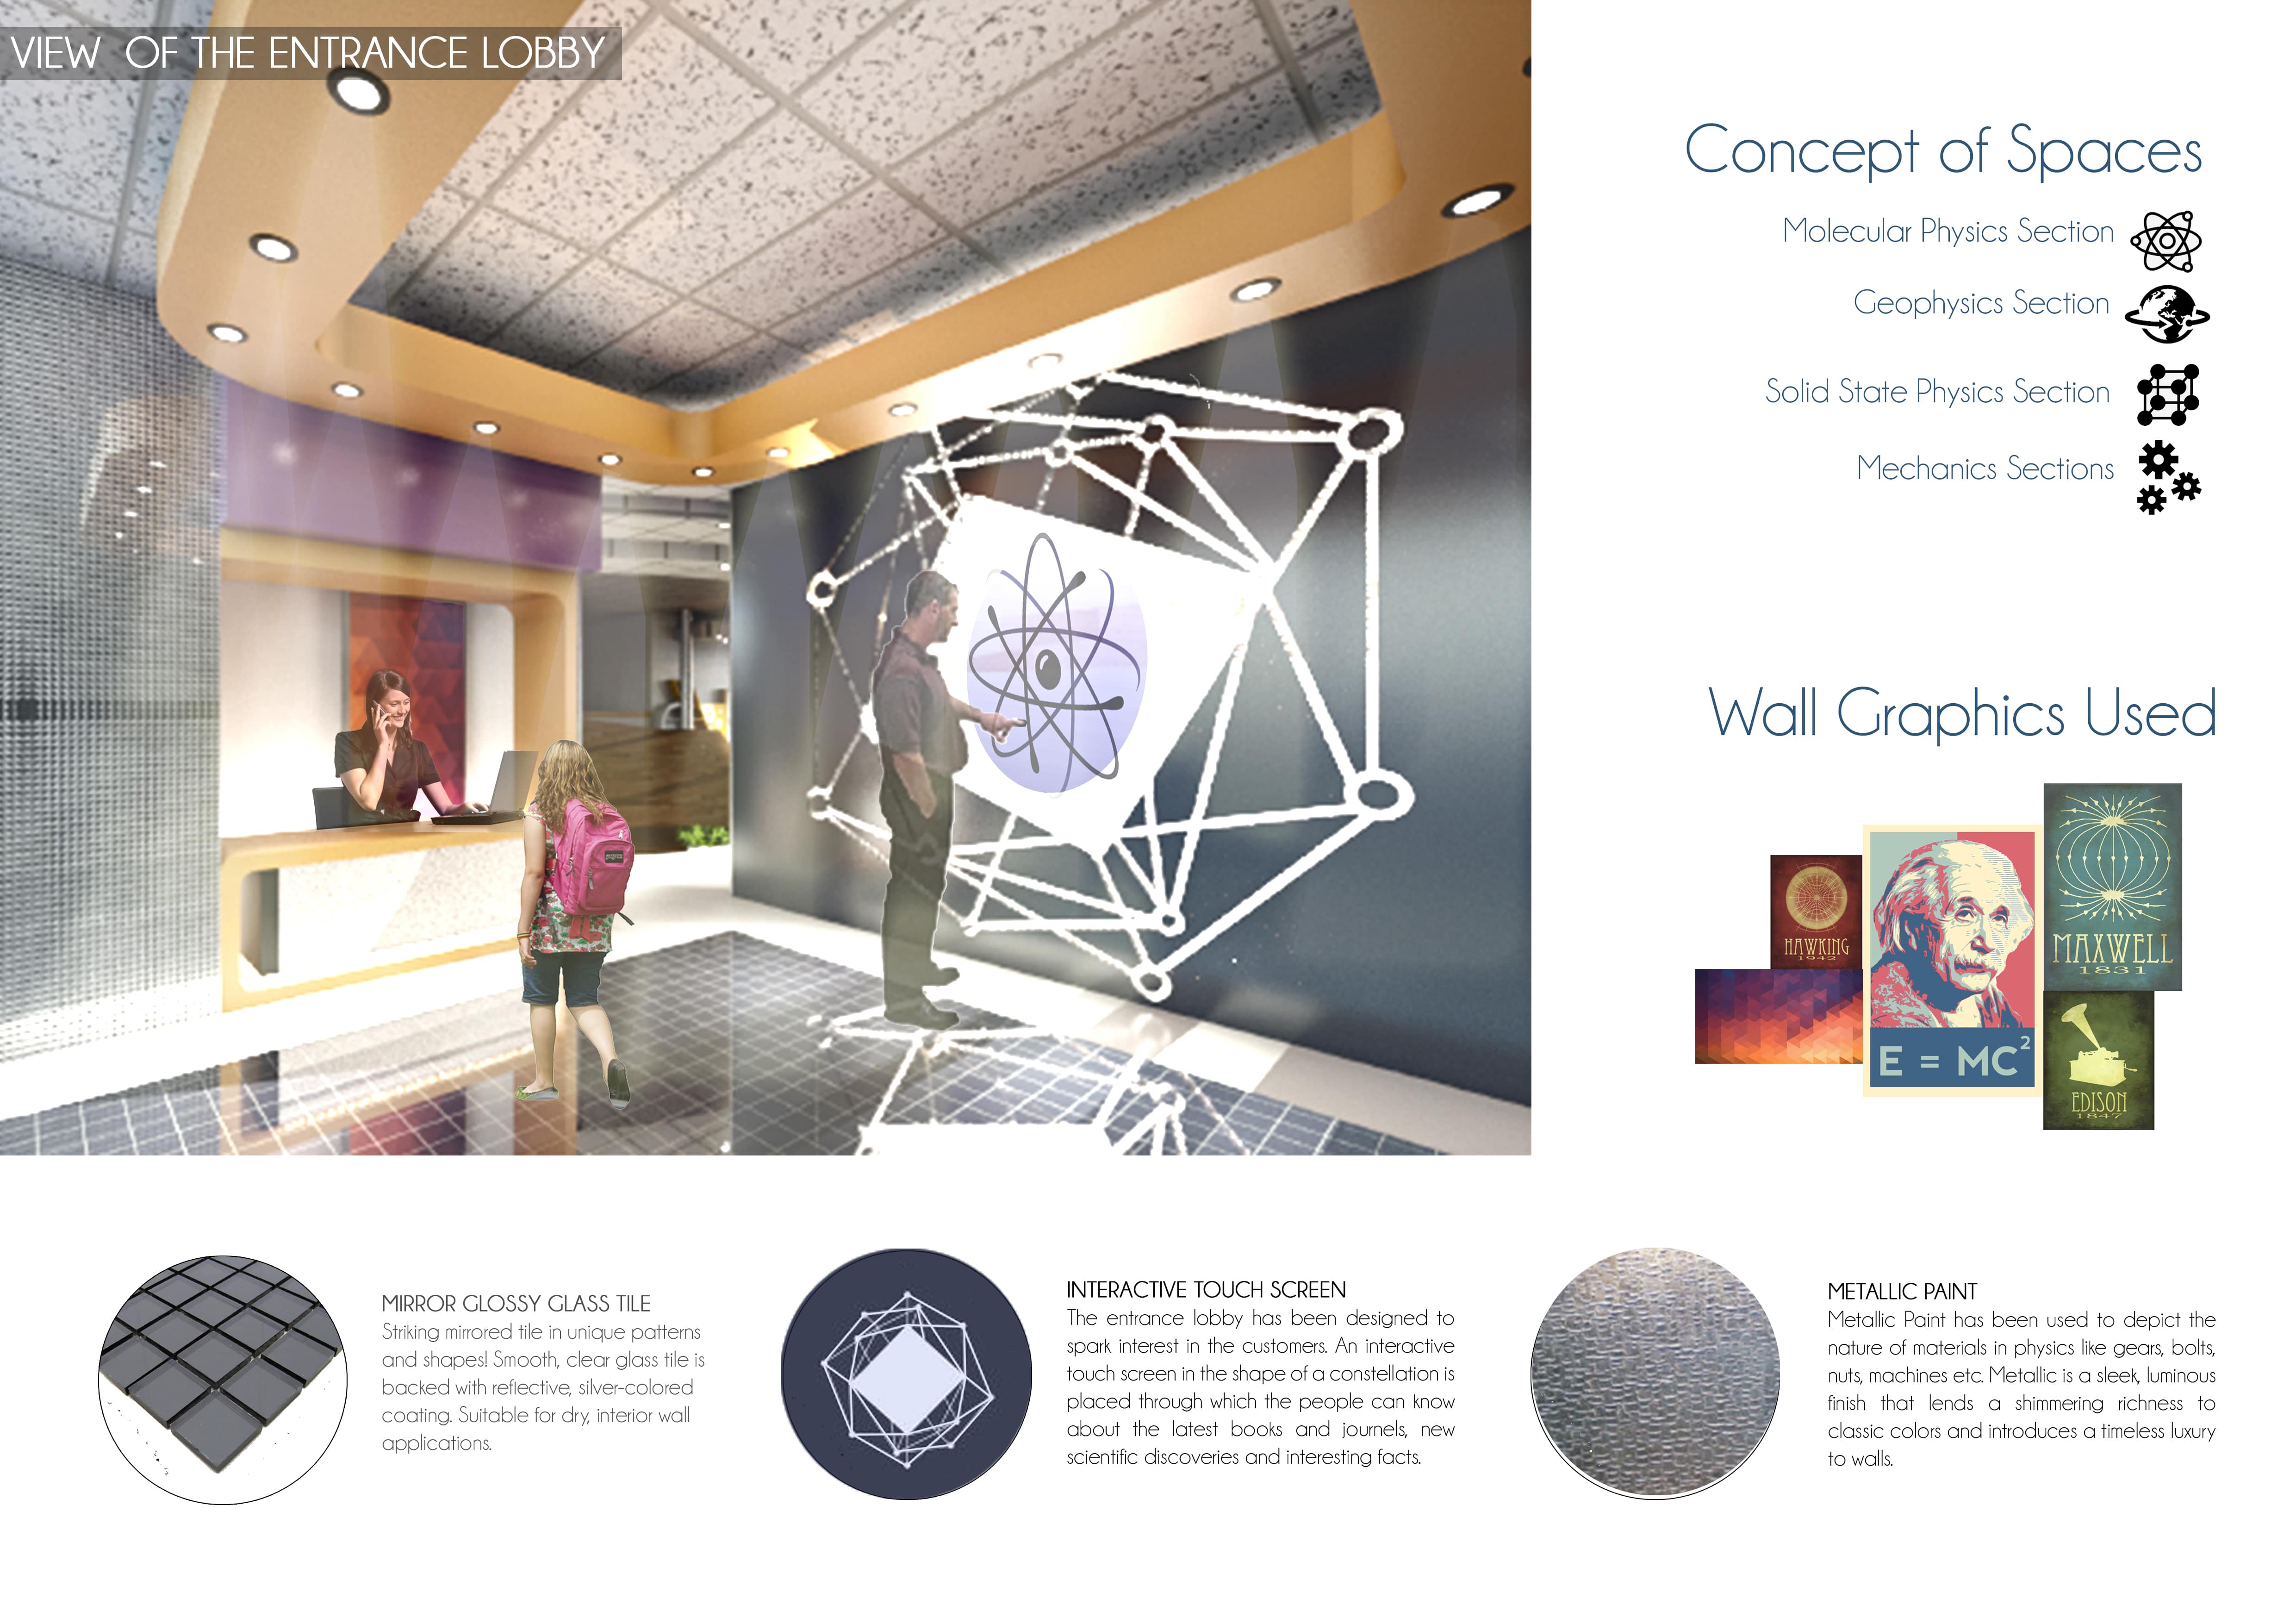 VIEW OF THE ENTRANCE LOBBY
Concept of Spaces
Molecular Physics Section
Geophysics Section
Solid State Physics Section
Mechanics Sections
Wall Graphics Used
HAWKING
1942
E = MC2
MAXWELL
1831
EDISON
1847
MIRROR GLOSSY GLASS TILE
Striking mirrored tile in unique patterns
and shapes! Smooth, clear glass tile is
backed with reflective, silver-colored
coating. Suitable for dry, interior wall
applications.
INTERACTIVE TOUCH SCREEN
The entrance lobby has been designed to
spark interest in the customers. An interactive
touch screen in the shape of a constellation is
placed through which the people can know
about the latest books and journals, new
scientific discoveries and interesting facts.
METALLIC PAINT
Metallic Paint has been used to depict the
nature of materials in physics like gears, bolts,
nuts, machines etc. Metallic is a sleek, luminous
finish that lends a shimmering richness to
classic colors and introduces a timeless luxury
to walls.